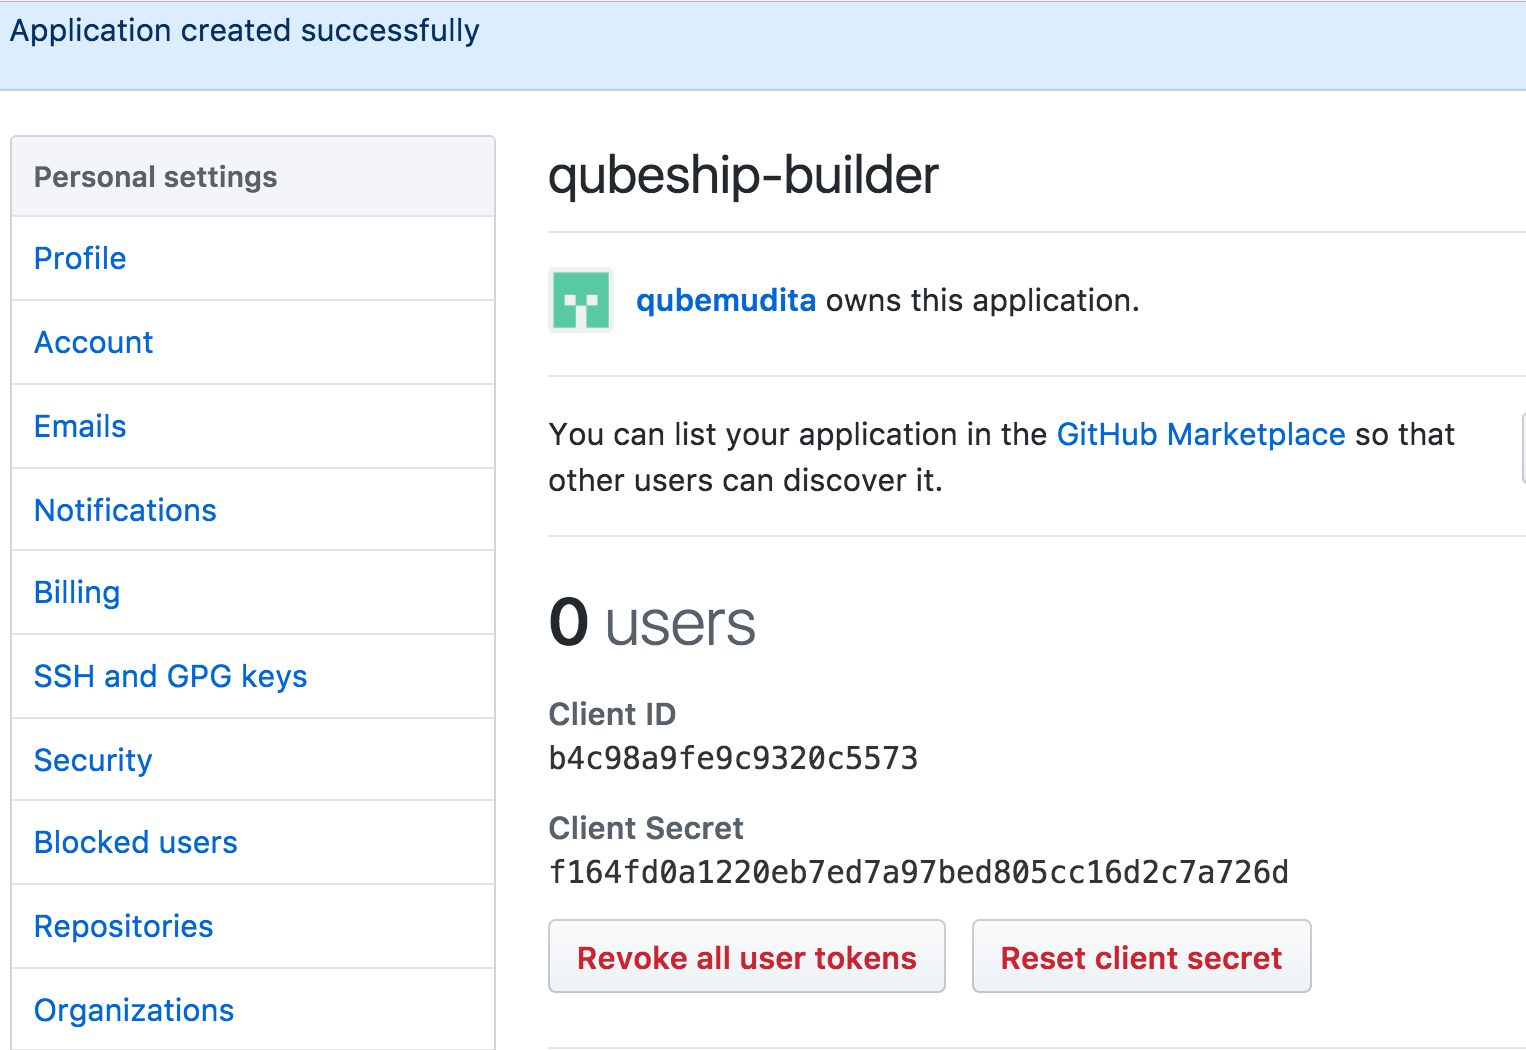 Application created successfully
Personal settings
Profile
Account
Emails
Notifications
Billing
SSH and GPG keys
Security
Blocked users
Repositories
Organizations
qubeship-builder
qubemudita owns this application.
You can list your application in the GitHub Marketplace so that
other users can discover it.
0 users
Client ID
b4c98a9fe9c9320c5573
Client Secret
f164fd0a1220eb7ed7a97bed805cc16d2c7a726d
Revoke all user tokens
Reset client secret